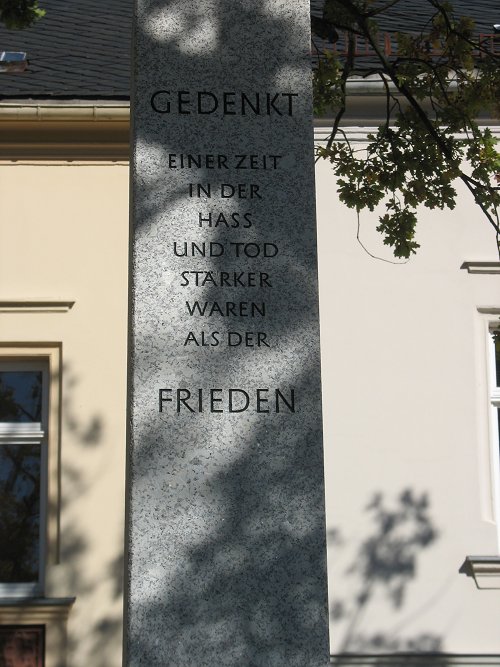 GEDENKT
EINER ZEIT
IN DER
HASS
UND TOD
STÄRKER
WAREN
ALS DER
FRIEDEN